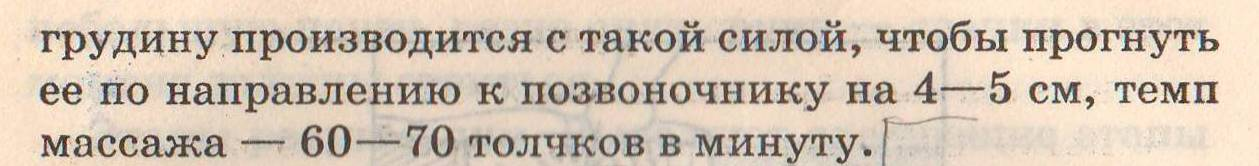 грудину производится с такой силой, чтобы прогнуть
ее по направлению к позвоночнику на 4—5 см, темп
массажа — 60—70 толчков в минуту.